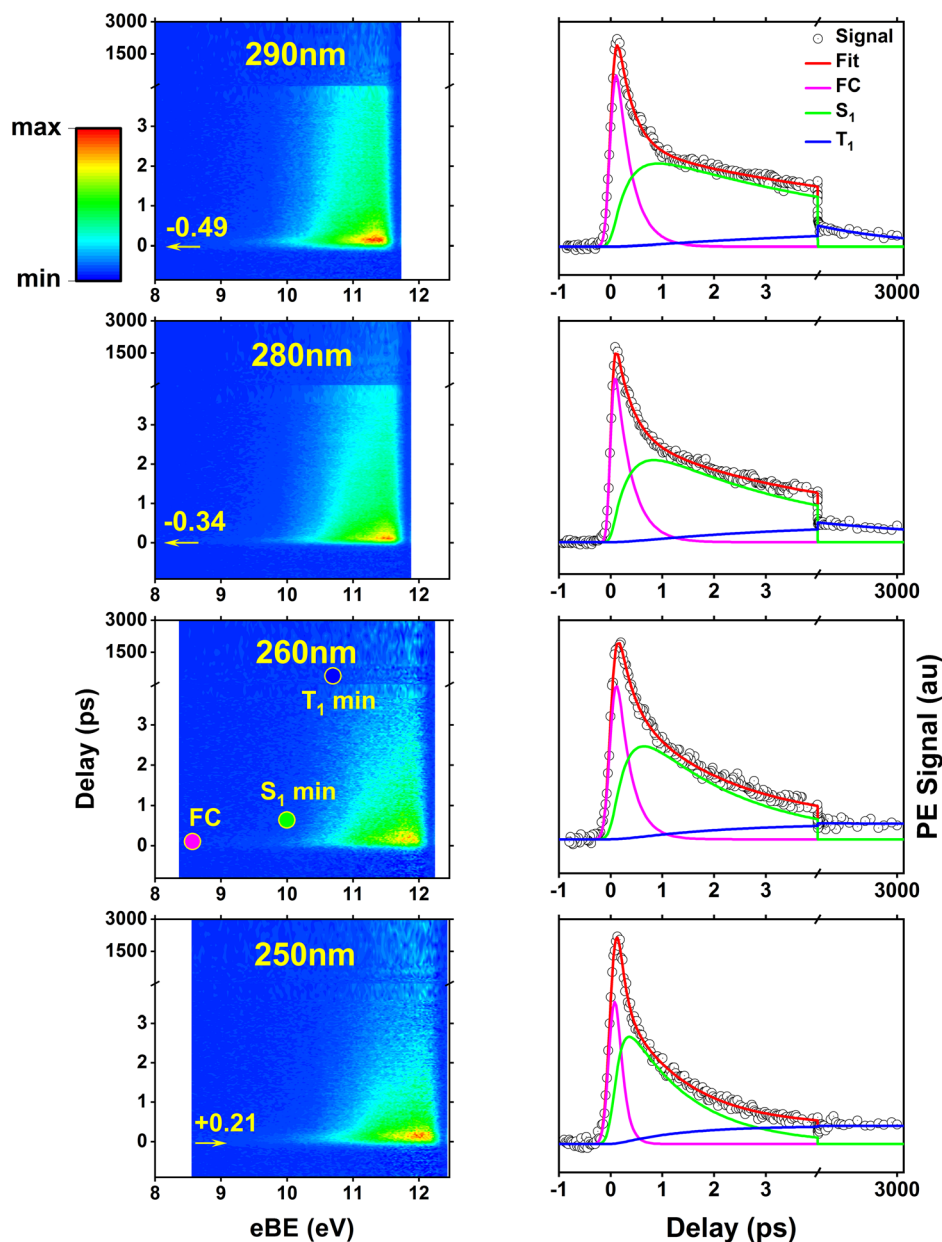 3000
1500
3
2
1
0
290nm
-0.49
max
min
8 9 10 11 12
Signal
Fit
FC
S₁
T₁
-1 0 1 2 3 3000
3000
1500
3
2
1
0
280nm
-0.34
8 9 10 11 12
-1 0 1 2 3 3000
3000
1500
3
2
1
0
260nm
T₁ min
S₁ min
FC
8 9 10 11 12
-1 0 1 2 3 3000
Delay (ps)
PE Signal (au)
3000
1500
3
2
1
0
250nm
+0.21
8 9 10 11 12
-1 0 1 2 3 3000
eBE (eV)
Delay (ps)